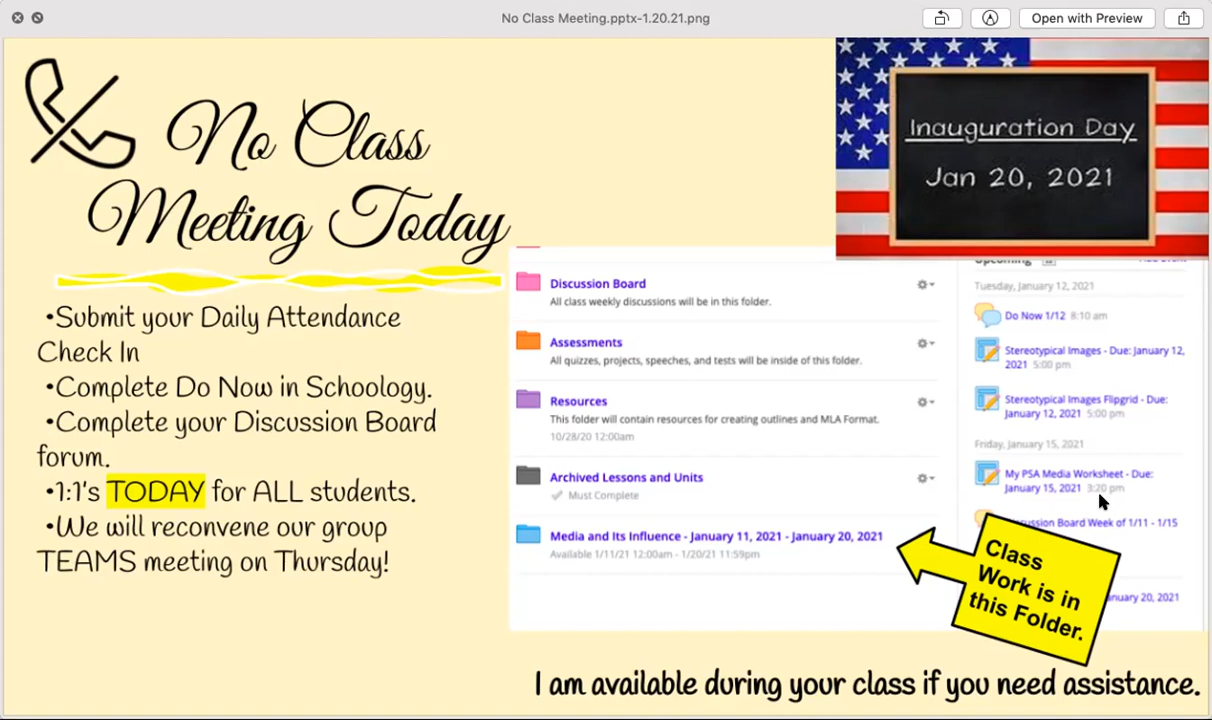 No Class Meeting.pptx-1.20.21.png
Open with Preview
No Class
Meeting Today
Inauguration Day
Jan 20, 2021
•Submit your Daily Attendance
Check In
•Complete Do Now in Schoology.
•Complete your Discussion Board
forum.
•1:1's TODAY for ALL students.
•We will reconvene our group
TEAMS meeting on Thursday!
Discussion Board
All class weekly discussions will be in this folder.
Assessments
All quizzes, projects, speeches, and tests will be inside of this folder.
Resources
This folder will contain resources for creating outlines and MLA Format.
10/28/20 12:00am
Archived Lessons and Units
Must Complete
Media and Its Influence - January 11, 2021 - January 20, 2021
Available 1/11/21 12:00am - 1/20/21 11:59pm
Upcoming
Tuesday, January 12, 2021
Do Now 1/12 8:10 am
Stereotypical Images - Due: January 12,
2021 5:00 pm
Stereotypical Images Flipgrid - Due:
January 12, 2021 5:00 pm
Friday, January 15, 2021
My PSA Media Worksheet - Due:
January 15, 2021 3:20 pm
Board Week of 1/11 - 1/15
20, 2021
Class
Work is in
this Folder.
I am available during your class if you need assistance.